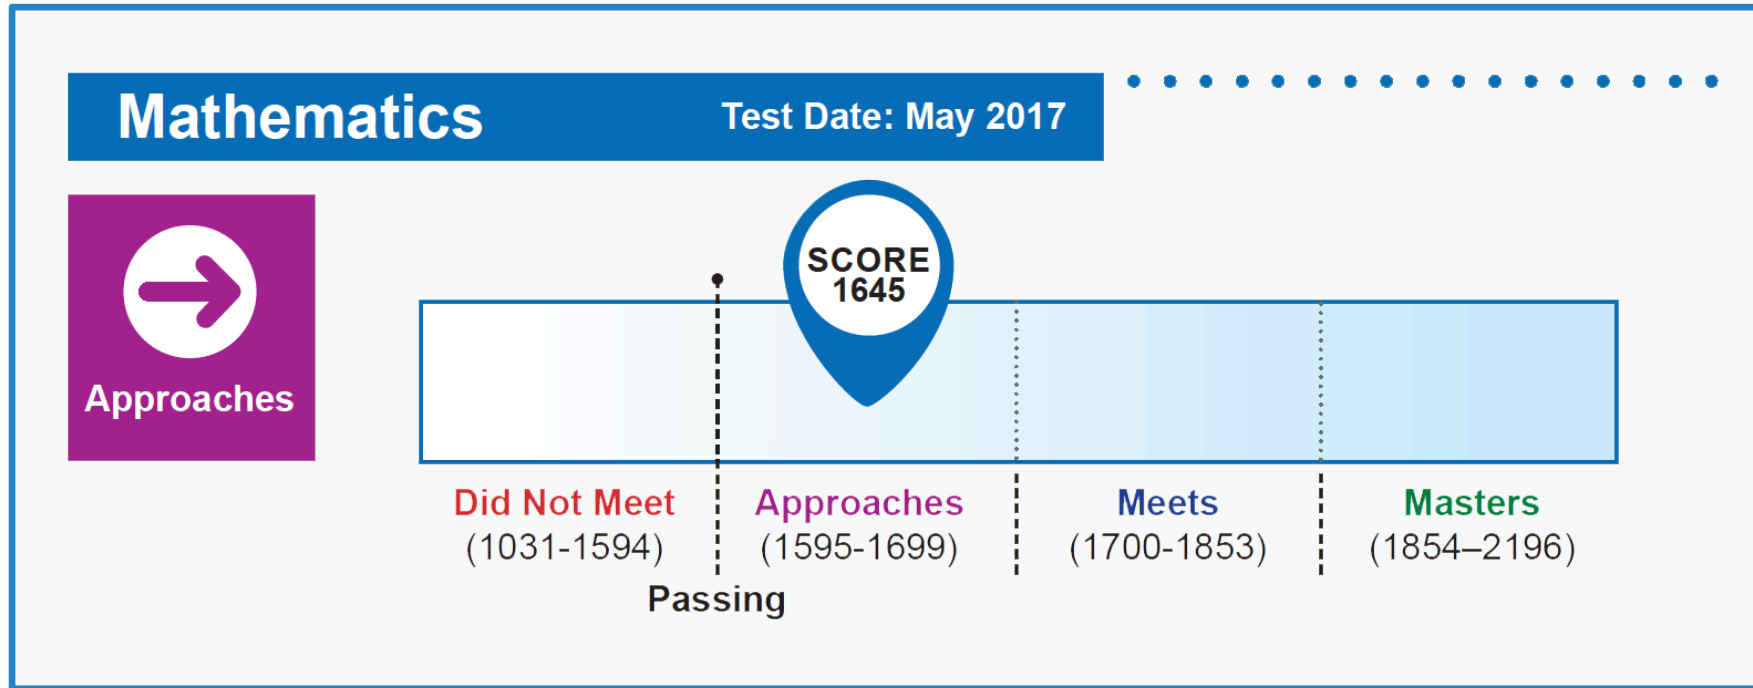 Mathematics Test Date: May 2017
SCORE
1645
Approaches
Did Not Meet Approaches Meets Masters
(1031-1594) (1595-1699) (1700-1853) (1854–2196)
Passing